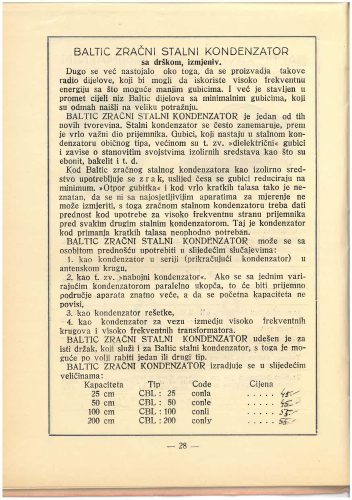 BALTIC ZRAČNI STALNI KONDENZATOR
sa drškom, izmjeniv.
Dugo se već nastojalo oko toga, da se proizvadja takove
radio dijelove, koji bi mogli da iskoriste visoko frekventnu
energiju sa što moguće manjim gubicima. I već je stavljen u
promet cijeli niz Baltic dijelova sa minimalnim gubicima, koji
su odmah naišli na veliku potražnju.
BALTIC ZRAČNI STALNI KONDENZATOR je jedan od tih
novih tvorevina. Stalni kondenzator se često zanemaruje, prem
je vrlo važni dio prijemnika. Gubici, koji nastaju u stalnom kon-
denzatoru običnog tipa, većinom su t. zv. »dielektrični« gubici
i zavise o stanovitim svojstvima izolirnih sredstava kao što su
ebonit, bakelit i t. d.
Kod Baltic zračnog stalnog kondenzatora kao izolirno sred-
stvo upotrebljuje se zrak, uslijed česa se gubici reduciraju na
minimum. »Otpor gubitka« i kod vrlo kratkih talasa tako je ne-
znatan, da se ni sa najosjetljivijim aparatima za mjerenje ne
može izmjeriti, s toga zračnom stalnom kondenzatoru treba dati
prednost kod upotrebe za visoko frekventnu stranu prijemnika
pred svakim drugim stalnim kondenzatorom. Taj je kondenzator
kod primanja kratkih talasa neophodno potreban.
BALTIC ZRAČNI STALNI KONDENZATOR može se sa
osobitom prednošću upotrebiti u slijedećim slučajevima:
1. kao kondenzator u seriji (prikraćujući kondenzator) u
antenskom krugu,
2. kao t. zv. »nabojni kondenzator«. Ako se sa jednim vari-
rajućim kondenzatorom paralelno ukopča, to će biti prijemno
područje aparata znatno veće, a da se početna kapaciteta ne
povisi,
3. kao kondenzator rešetke,
4. kao kondenzator za vezu izmedju visoko frekventnih
krugova i visoko frekventnih transformatora.
BALTIC ZRAČNI STALNI KONDENZATOR udešen je za
isti držak, koji služi i za Baltic stalni kondenzator, s toga je mo-
guće po volji rabiti jedan ili drugi tip.
BALTIC ZRAČNI STALNI KONDENZATOR izradjuje se u slijedećim
veličinama:
Kapaciteta Tip Code Cijena
25 cm CBL : 25 conla . . . . . 45.-
50 cm CBL : 50 conle . . . . . 45.-
100 cm CBL : 100 conli . . . . .
200 cm CBL : 200 conly . . . . . 55.-
— 28 —